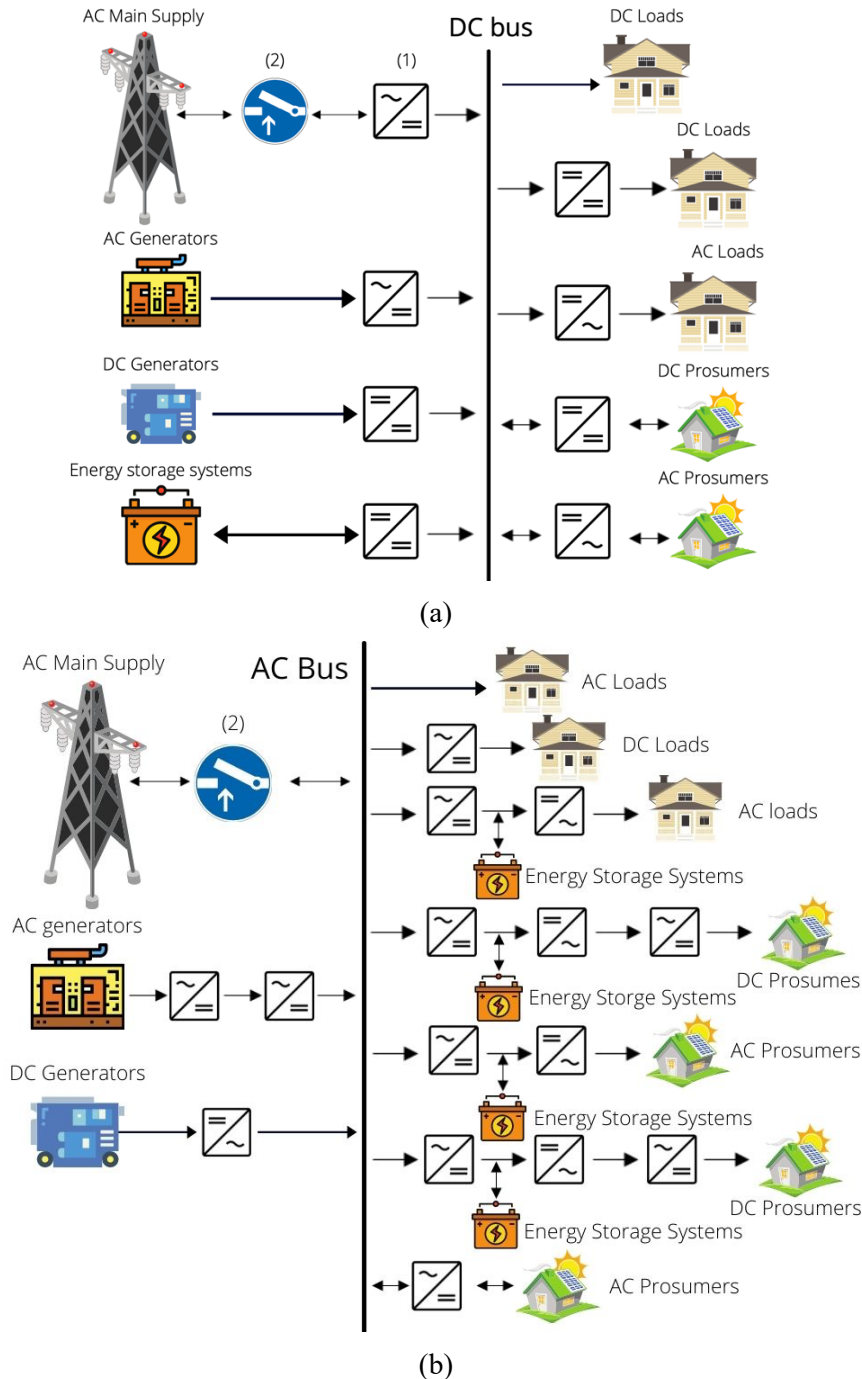 AC Main Supply
DC bus
DC Loads
(2)
(1)
DC Loads
AC Generators
AC Loads
DC Generators
DC Prosumers
Energy storage systems
AC Prosumers
(a)
AC Main Supply
AC Bus
AC Loads
(2)
DC Loads
AC loads
Energy Storage Systems
AC generators
DC Prosumes
Energy Storge Systems
DC Generators
AC Prosumers
Energy Storage Systems
DC Prosumers
Energy Storage Systems
AC Prosumers
(b)